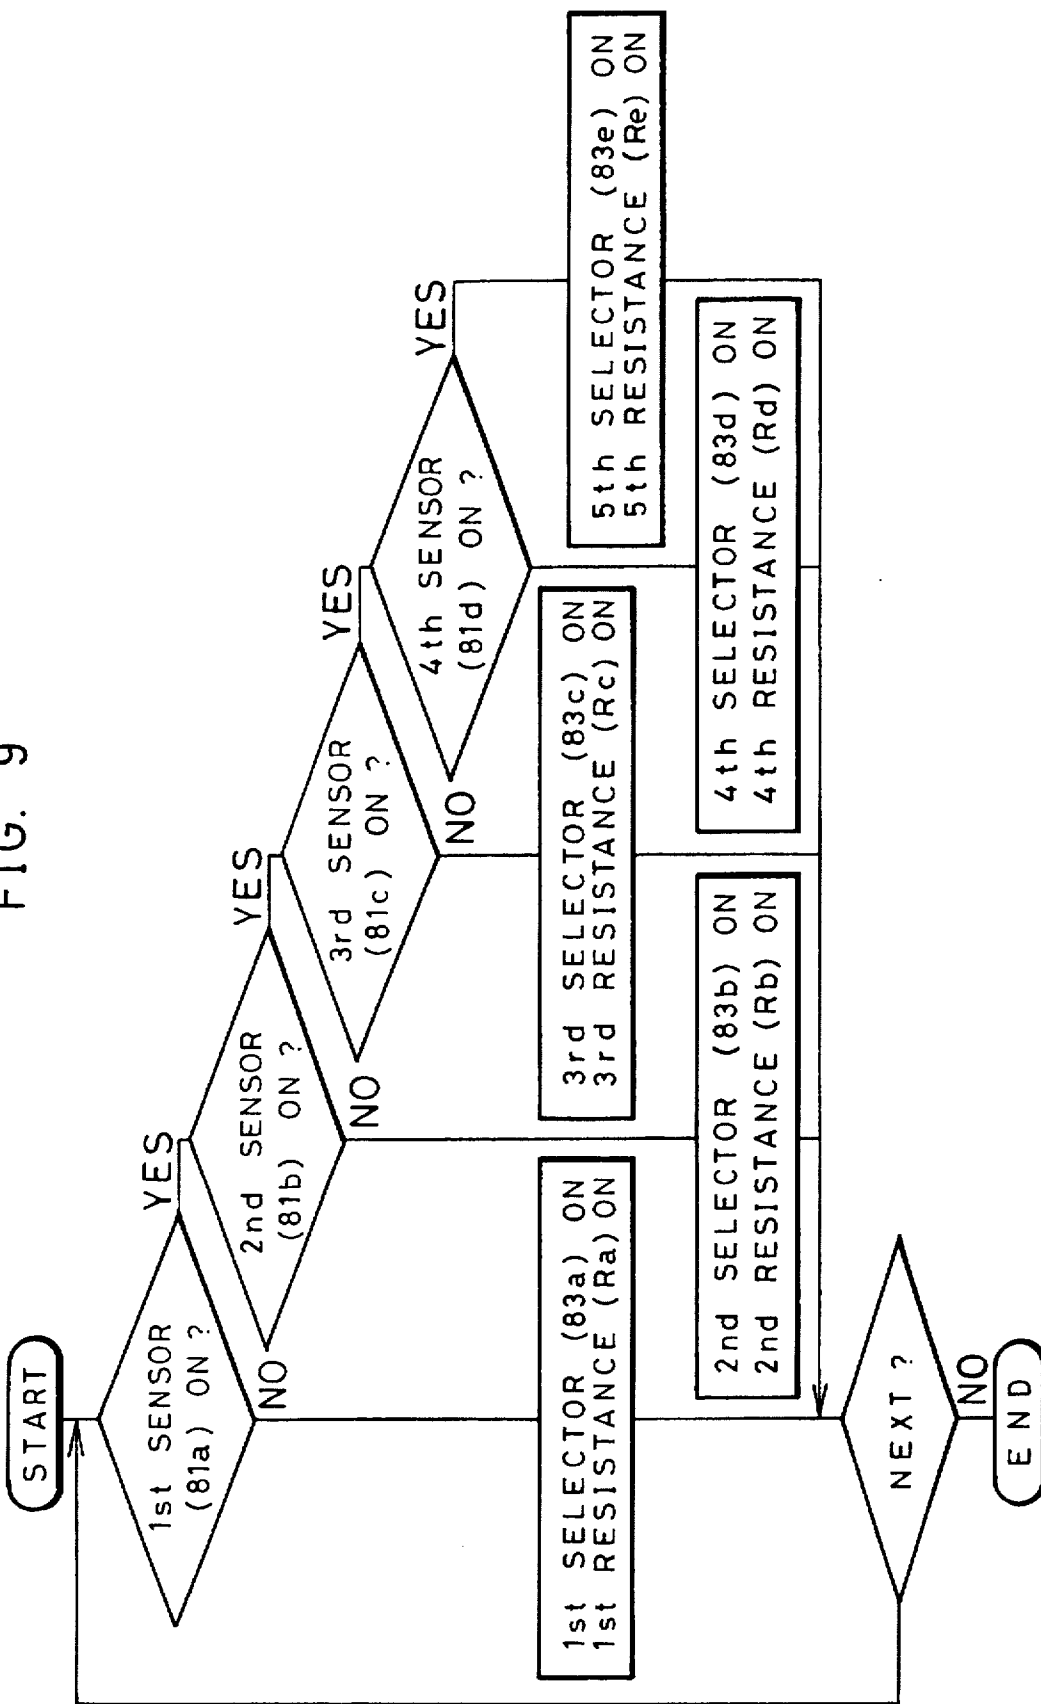 FIG. 9
START
1st SENSOR
(81a) ON ?
YES
NO
2nd SENSOR
(81b) ON ?
YES
NO
3rd SENSOR
(81c) ON ?
YES
NO
4th SENSOR
(81d) ON ?
YES
1st SELECTOR (83a) ON
1st RESISTANCE (Ra) ON
2nd SELECTOR (83b) ON
2nd RESISTANCE (Rb) ON
3rd SELECTOR (83c) ON
3rd RESISTANCE (Rc) ON
4th SELECTOR (83d) ON
4th RESISTANCE (Rd) ON
5th SELECTOR (83e) ON
5th RESISTANCE (Re) ON
NEXT ?
NO
END